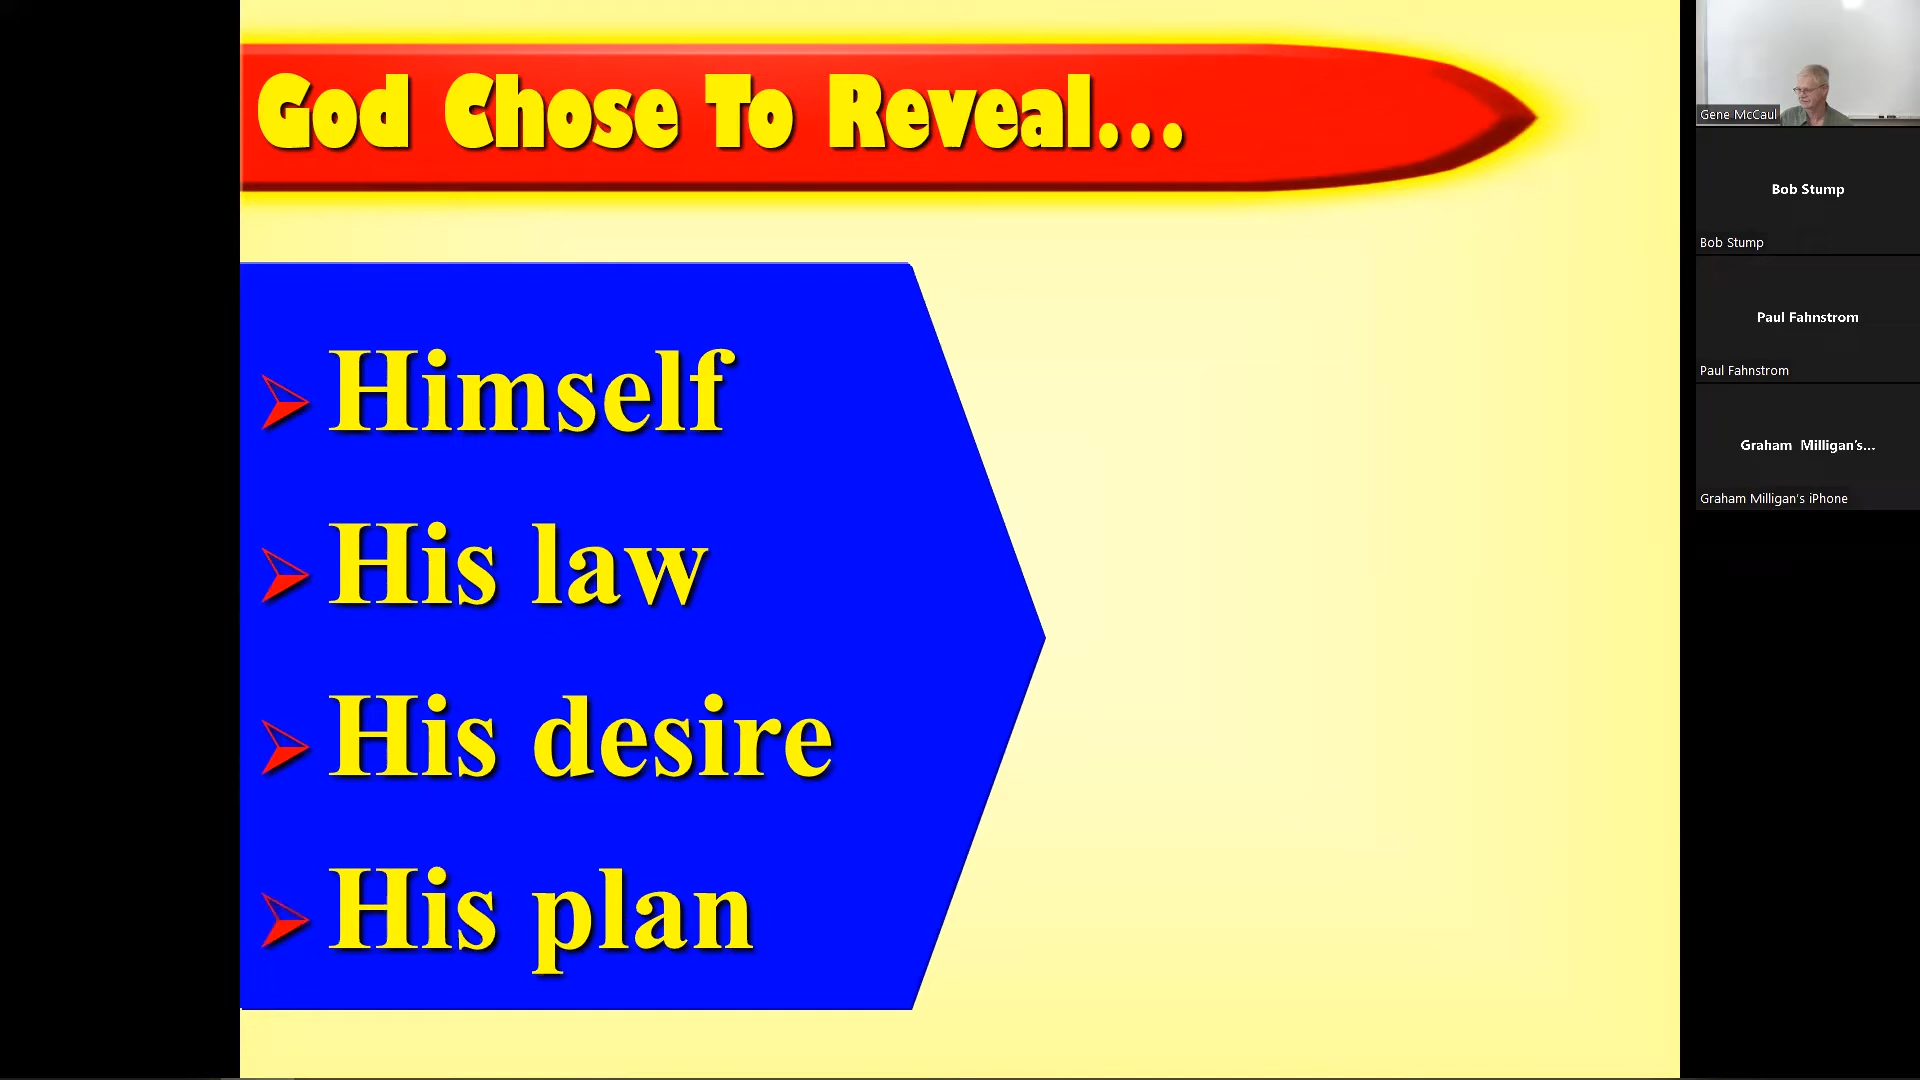 God Chose To Reveal...
Himself
His law
His desire
His plan
Gene McCaul
Bob Stump
Bob Stump
Paul Fahnstrom
Paul Fahnstrom
Graham Milligan's...
Graham Milligan's iPhone